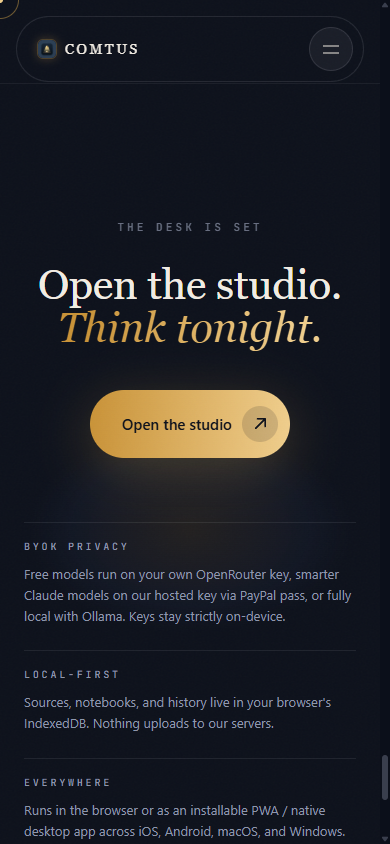 COMTUS
THE DESK IS SET
Open the studio.
Think tonight.
Open the studio
BYOK PRIVACY
Free models run on your own OpenRouter key, smarter
Claude models on our hosted key via PayPal pass, or fully
local with Ollama. Keys stay strictly on-device.
LOCAL-FIRST
Sources, notebooks, and history live in your browser's
IndexedDB. Nothing uploads to our servers.
EVERYWHERE
Runs in the browser or as an installable PWA / native
desktop app across iOS, Android, macOS, and Windows.